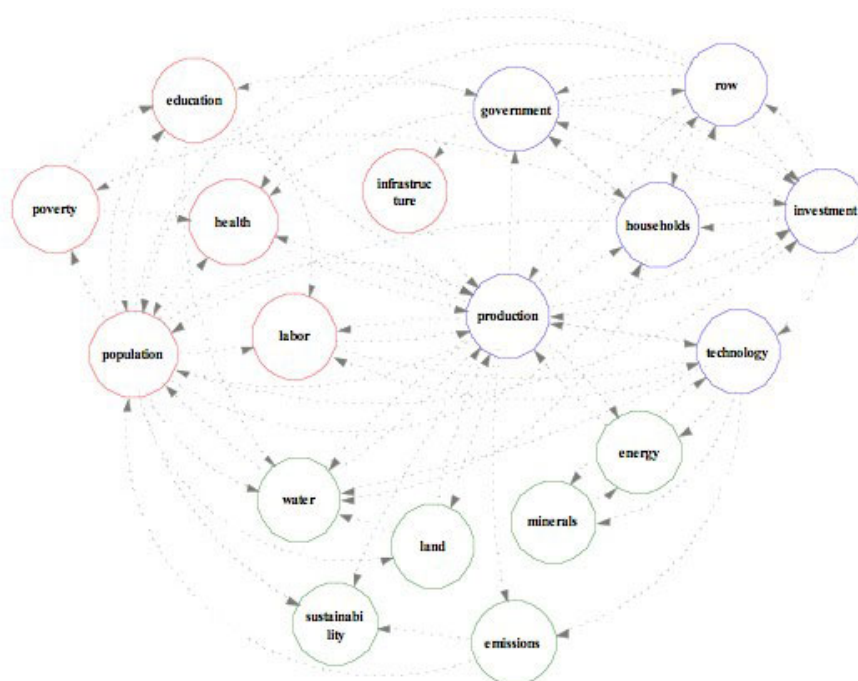 row
education
government
infrastruc
ture
poverty
health
households
investment
production
labor
population
technology
energy
water
minerals
land
sustainabi
lity
emissions